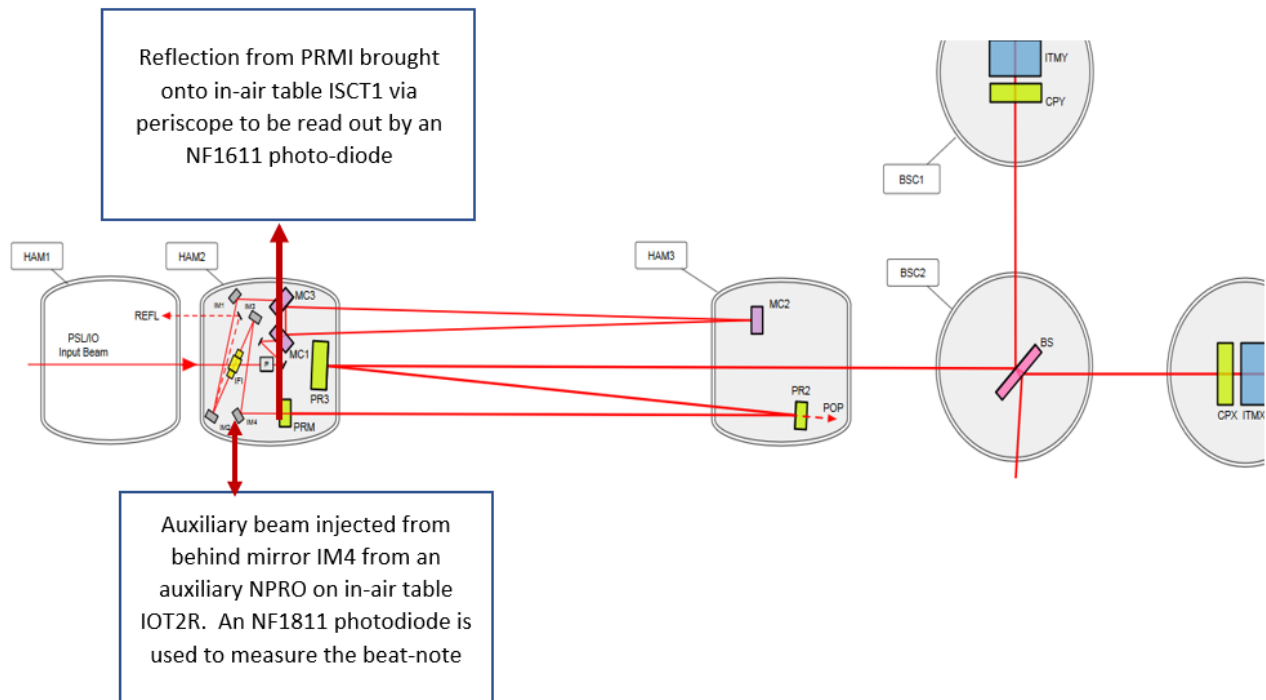 Reflection from PRMI brought
onto in-air table ISCT1 via
periscope to be read out by an
NF1611 photo-diode
ITMY
CPY
BSC1
HAM1
HAM2
HAM3
BSC2
IM1
MC3
IM3
REFL
MC2
PSL/IO
Input Beam
MC1
BS
IFI
P
PR3
PR2
POP
IM4
PRM
CPX ITMX
Auxiliary beam injected from
behind mirror IM4 from an
auxiliary NPRO on in-air table
IOT2R. An NF1811 photodiode is
used to measure the beat-note